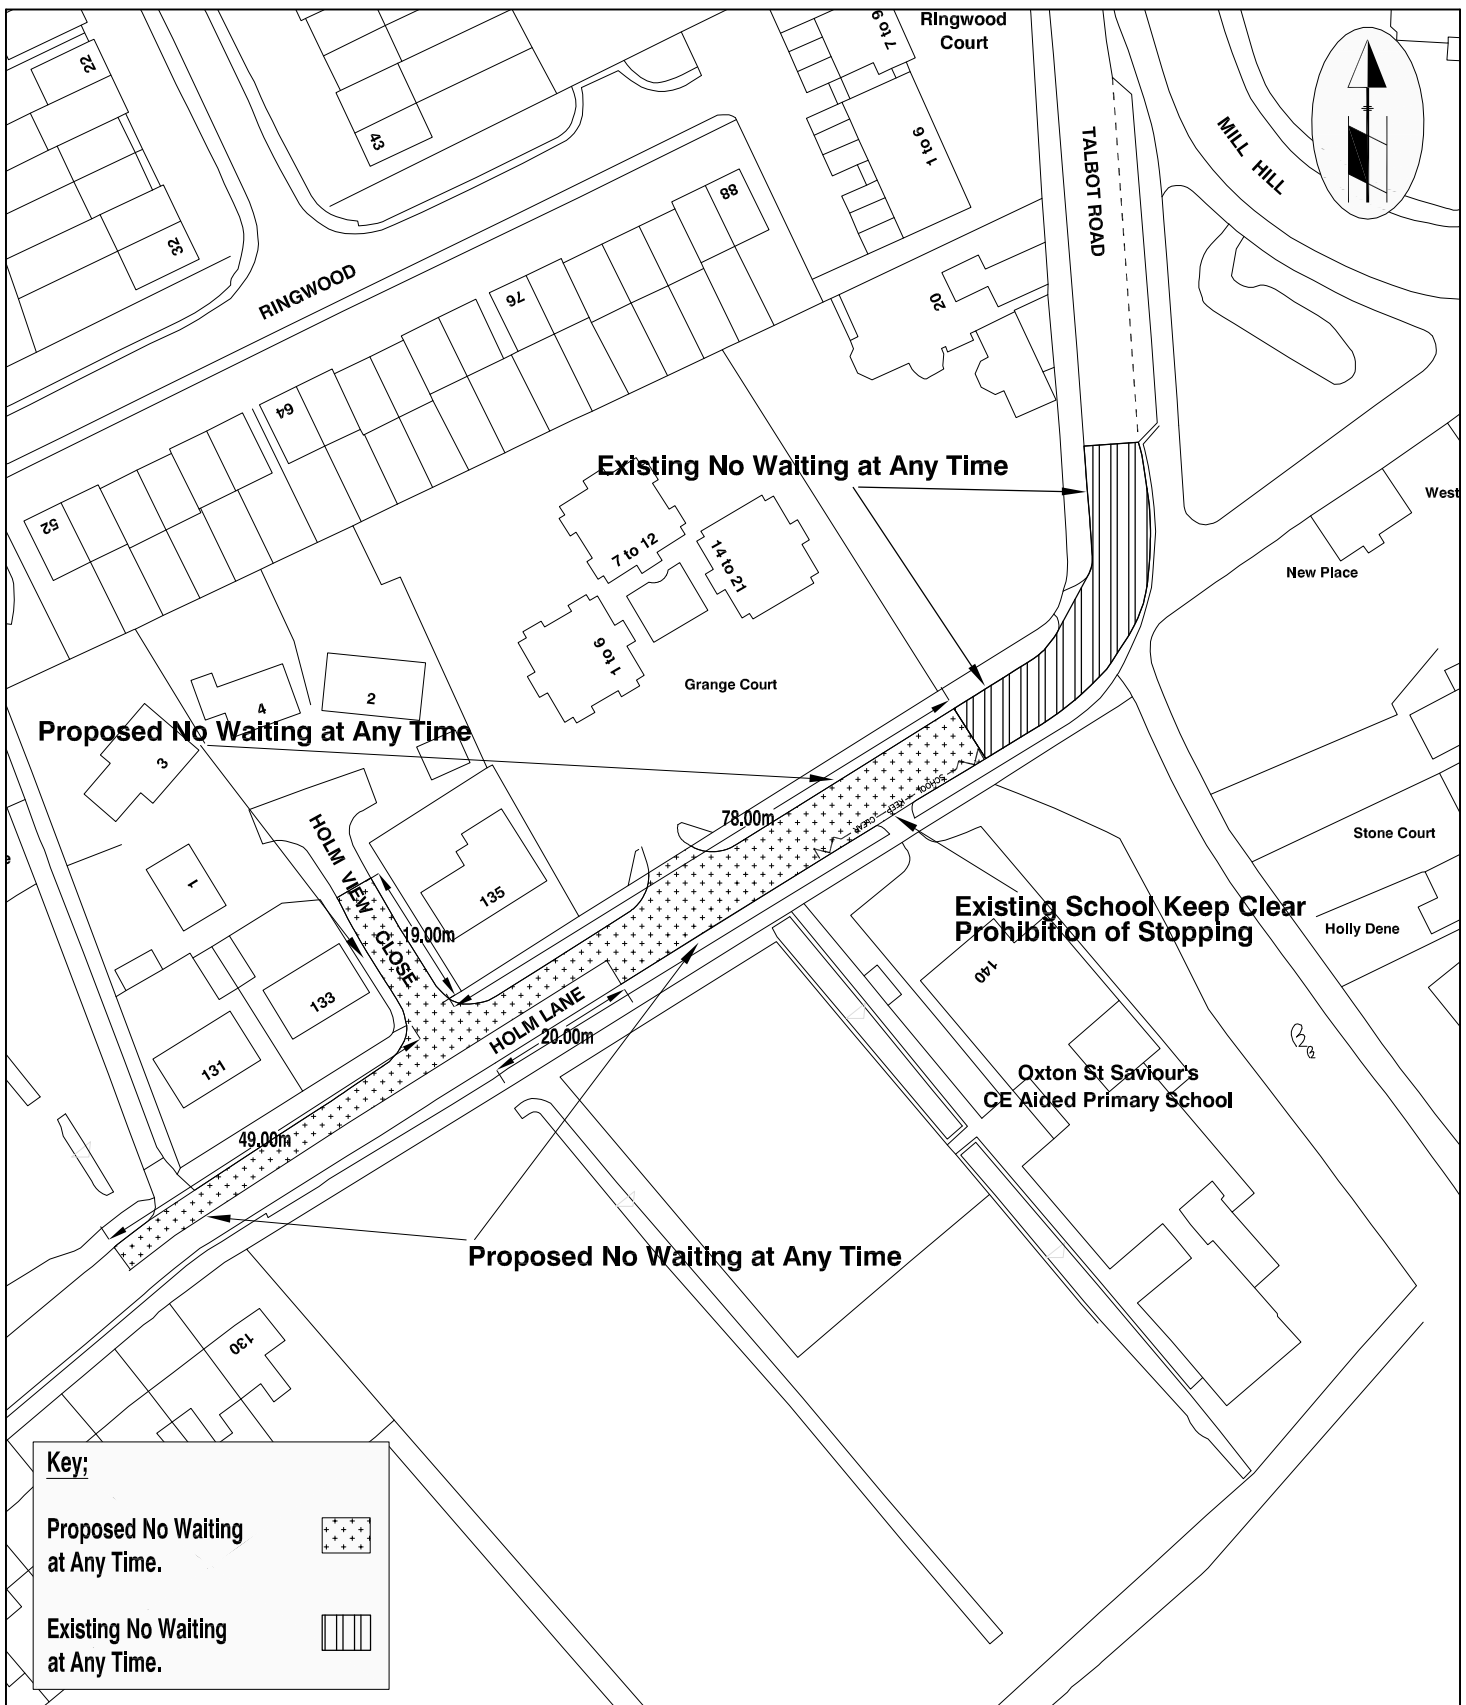 RIngwood
Court
7 to 9
22
43
1 to 6
TALBOT ROAD
MILL HILL
88
32
RINGWOOD
76
20
64
Existing No Waiting at Any Time
West
52
7 to 12
14 to 21
New Place
1 to 6
Grange Court
4
2
Proposed No Waiting at Any Time
3
SCHOOL KEEP CLEAR
78.00m
HOLM VIEW CLOSE
Stone Court
1
135
Existing School Keep Clear
Prohibition of Stopping
19.00m
Holly Dene
140
133
HOLM LANE
20.00m
131
Oxton St Saviour's
CE Aided Primary School
49.00m
Proposed No Waiting at Any Time
130
Key;
Proposed No Waiting
at Any Time.
Existing No Waiting
at Any Time.